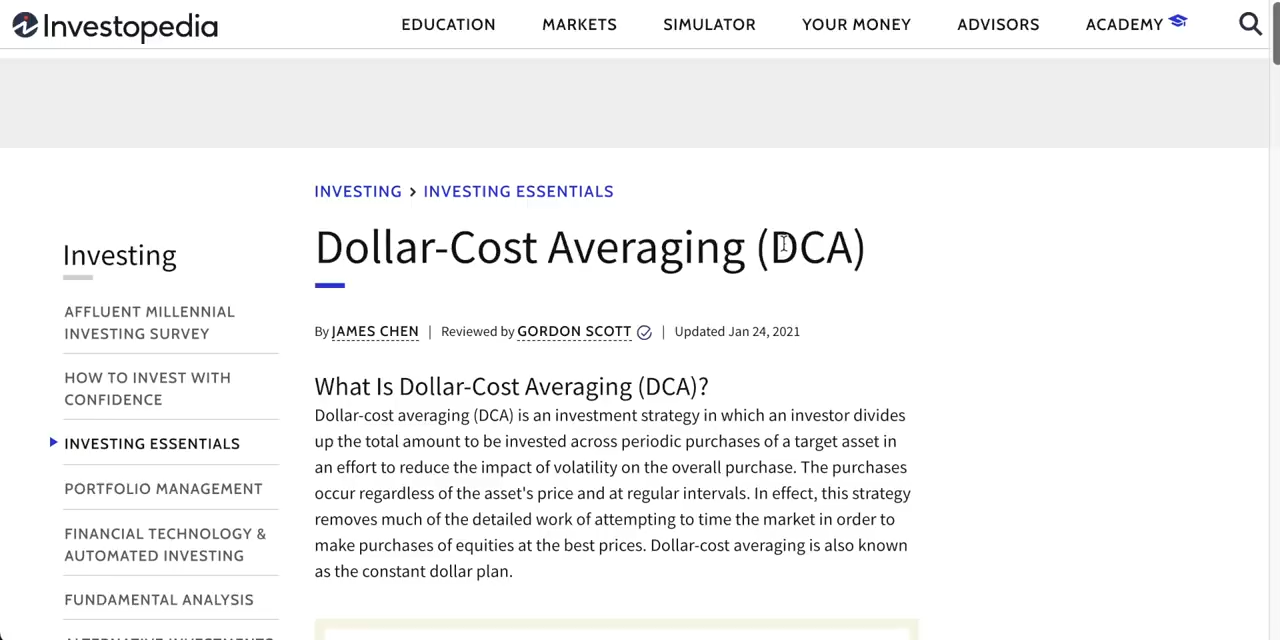 Investopedia
EDUCATION MARKETS SIMULATOR YOUR MONEY ADVISORS ACADEMY
INVESTING > INVESTING ESSENTIALS
Dollar-Cost Averaging (DCA)
By JAMES CHEN | Reviewed by GORDON SCOTT | Updated Jan 24, 2021
Investing
AFFLUENT MILLENNIAL
INVESTING SURVEY
HOW TO INVEST WITH
CONFIDENCE
INVESTING ESSENTIALS
PORTFOLIO MANAGEMENT
FINANCIAL TECHNOLOGY &
AUTOMATED INVESTING
FUNDAMENTAL ANALYSIS
ALTERNATIVE INVESTMENTS
What Is Dollar-Cost Averaging (DCA)?
Dollar-cost averaging (DCA) is an investment strategy in which an investor divides
up the total amount to be invested across periodic purchases of a target asset in
an effort to reduce the impact of volatility on the overall purchase. The purchases
occur regardless of the asset's price and at regular intervals. In effect, this strategy
removes much of the detailed work of attempting to time the market in order to
make purchases of equities at the best prices. Dollar-cost averaging is also known
as the constant dollar plan.